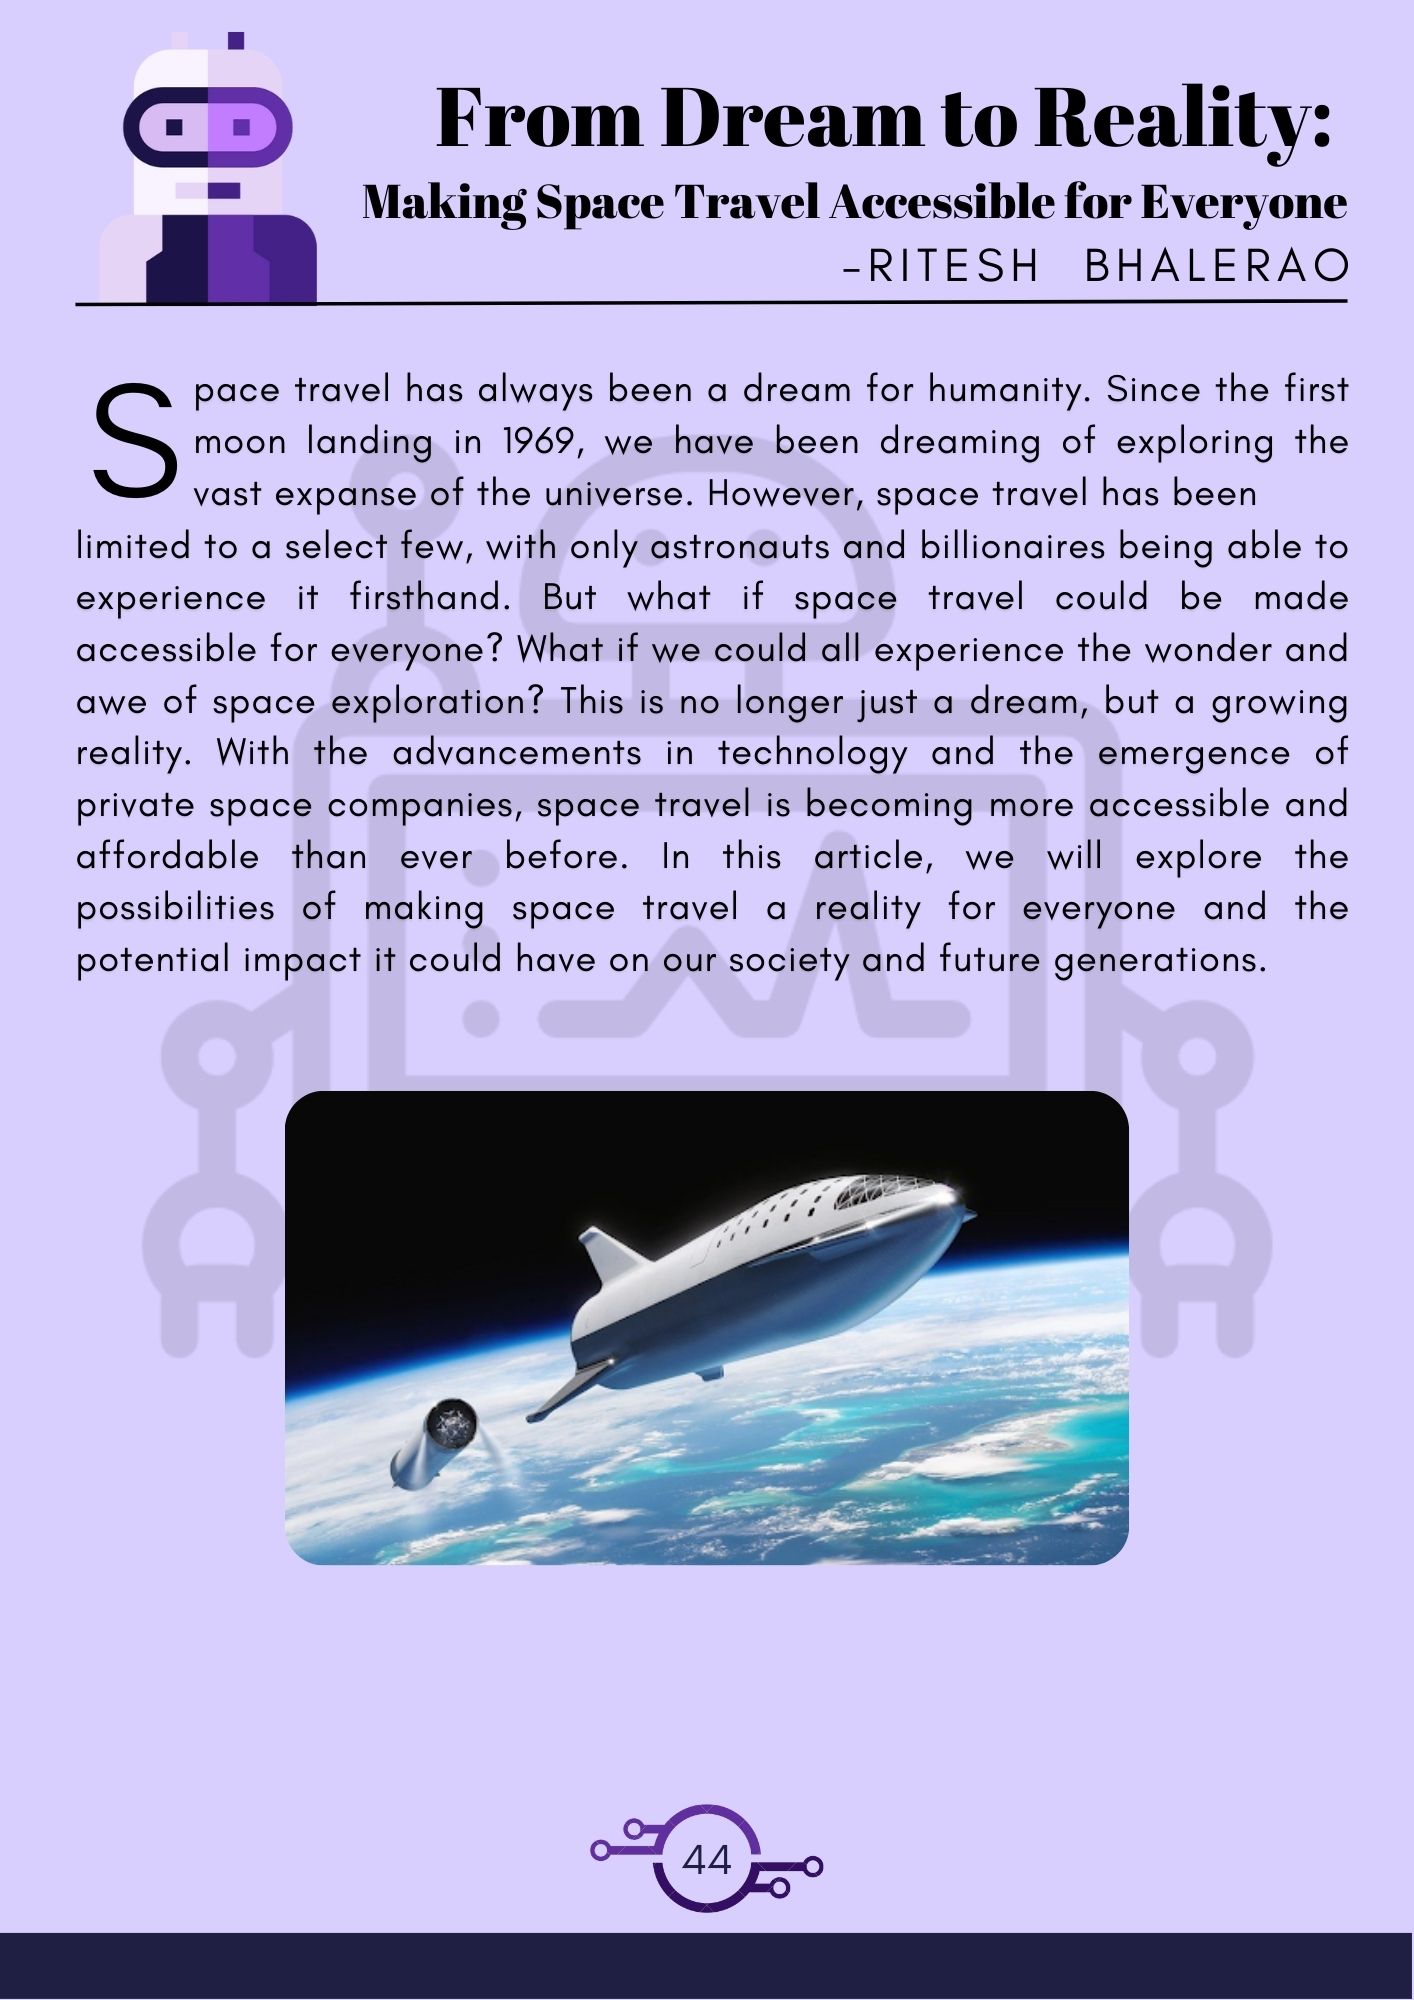 From Dream to Reality:
Making Space Travel Accessible for Everyone
-RITESH BHALERAO
Space travel has always been a dream for humanity. Since the first
moon landing in 1969, we have been dreaming of exploring the
vast expanse of the universe. However, space travel has been
limited to a select few, with only astronauts and billionaires being able to
experience it firsthand. But what if space travel could be made
accessible for everyone? What if we could all experience the wonder and
awe of space exploration? This is no longer just a dream, but a growing
reality. With the advancements in technology and the emergence of
private space companies, space travel is becoming more accessible and
affordable than ever before. In this article, we will explore the
possibilities of making space travel a reality for everyone and the
potential impact it could have on our society and future generations.
44